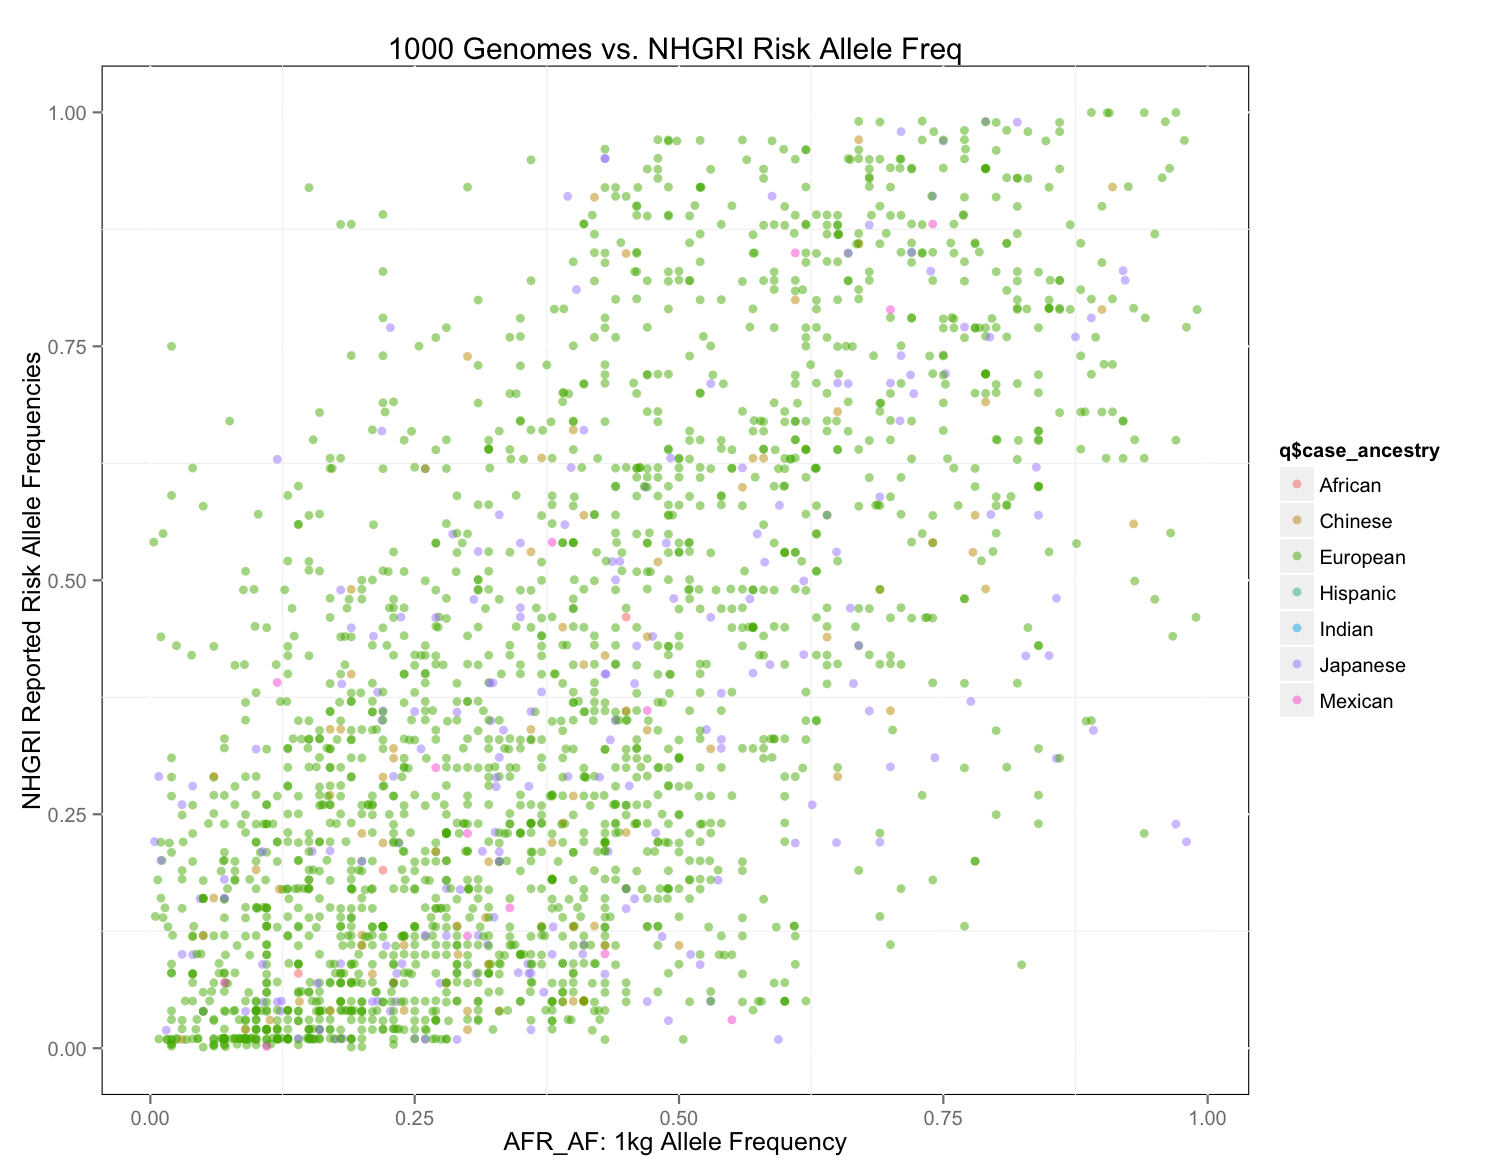 1000 Genomes vs. NHGRI Risk Allele Freq
NHGRI Reported Risk Allele Frequencies
1.00
0.75
0.50
0.25
0.00
0.00 0.25 0.50 0.75 1.00
AFR_AF: 1kg Allele Frequency
q$case_ancestry
African
Chinese
European
Hispanic
Indian
Japanese
Mexican